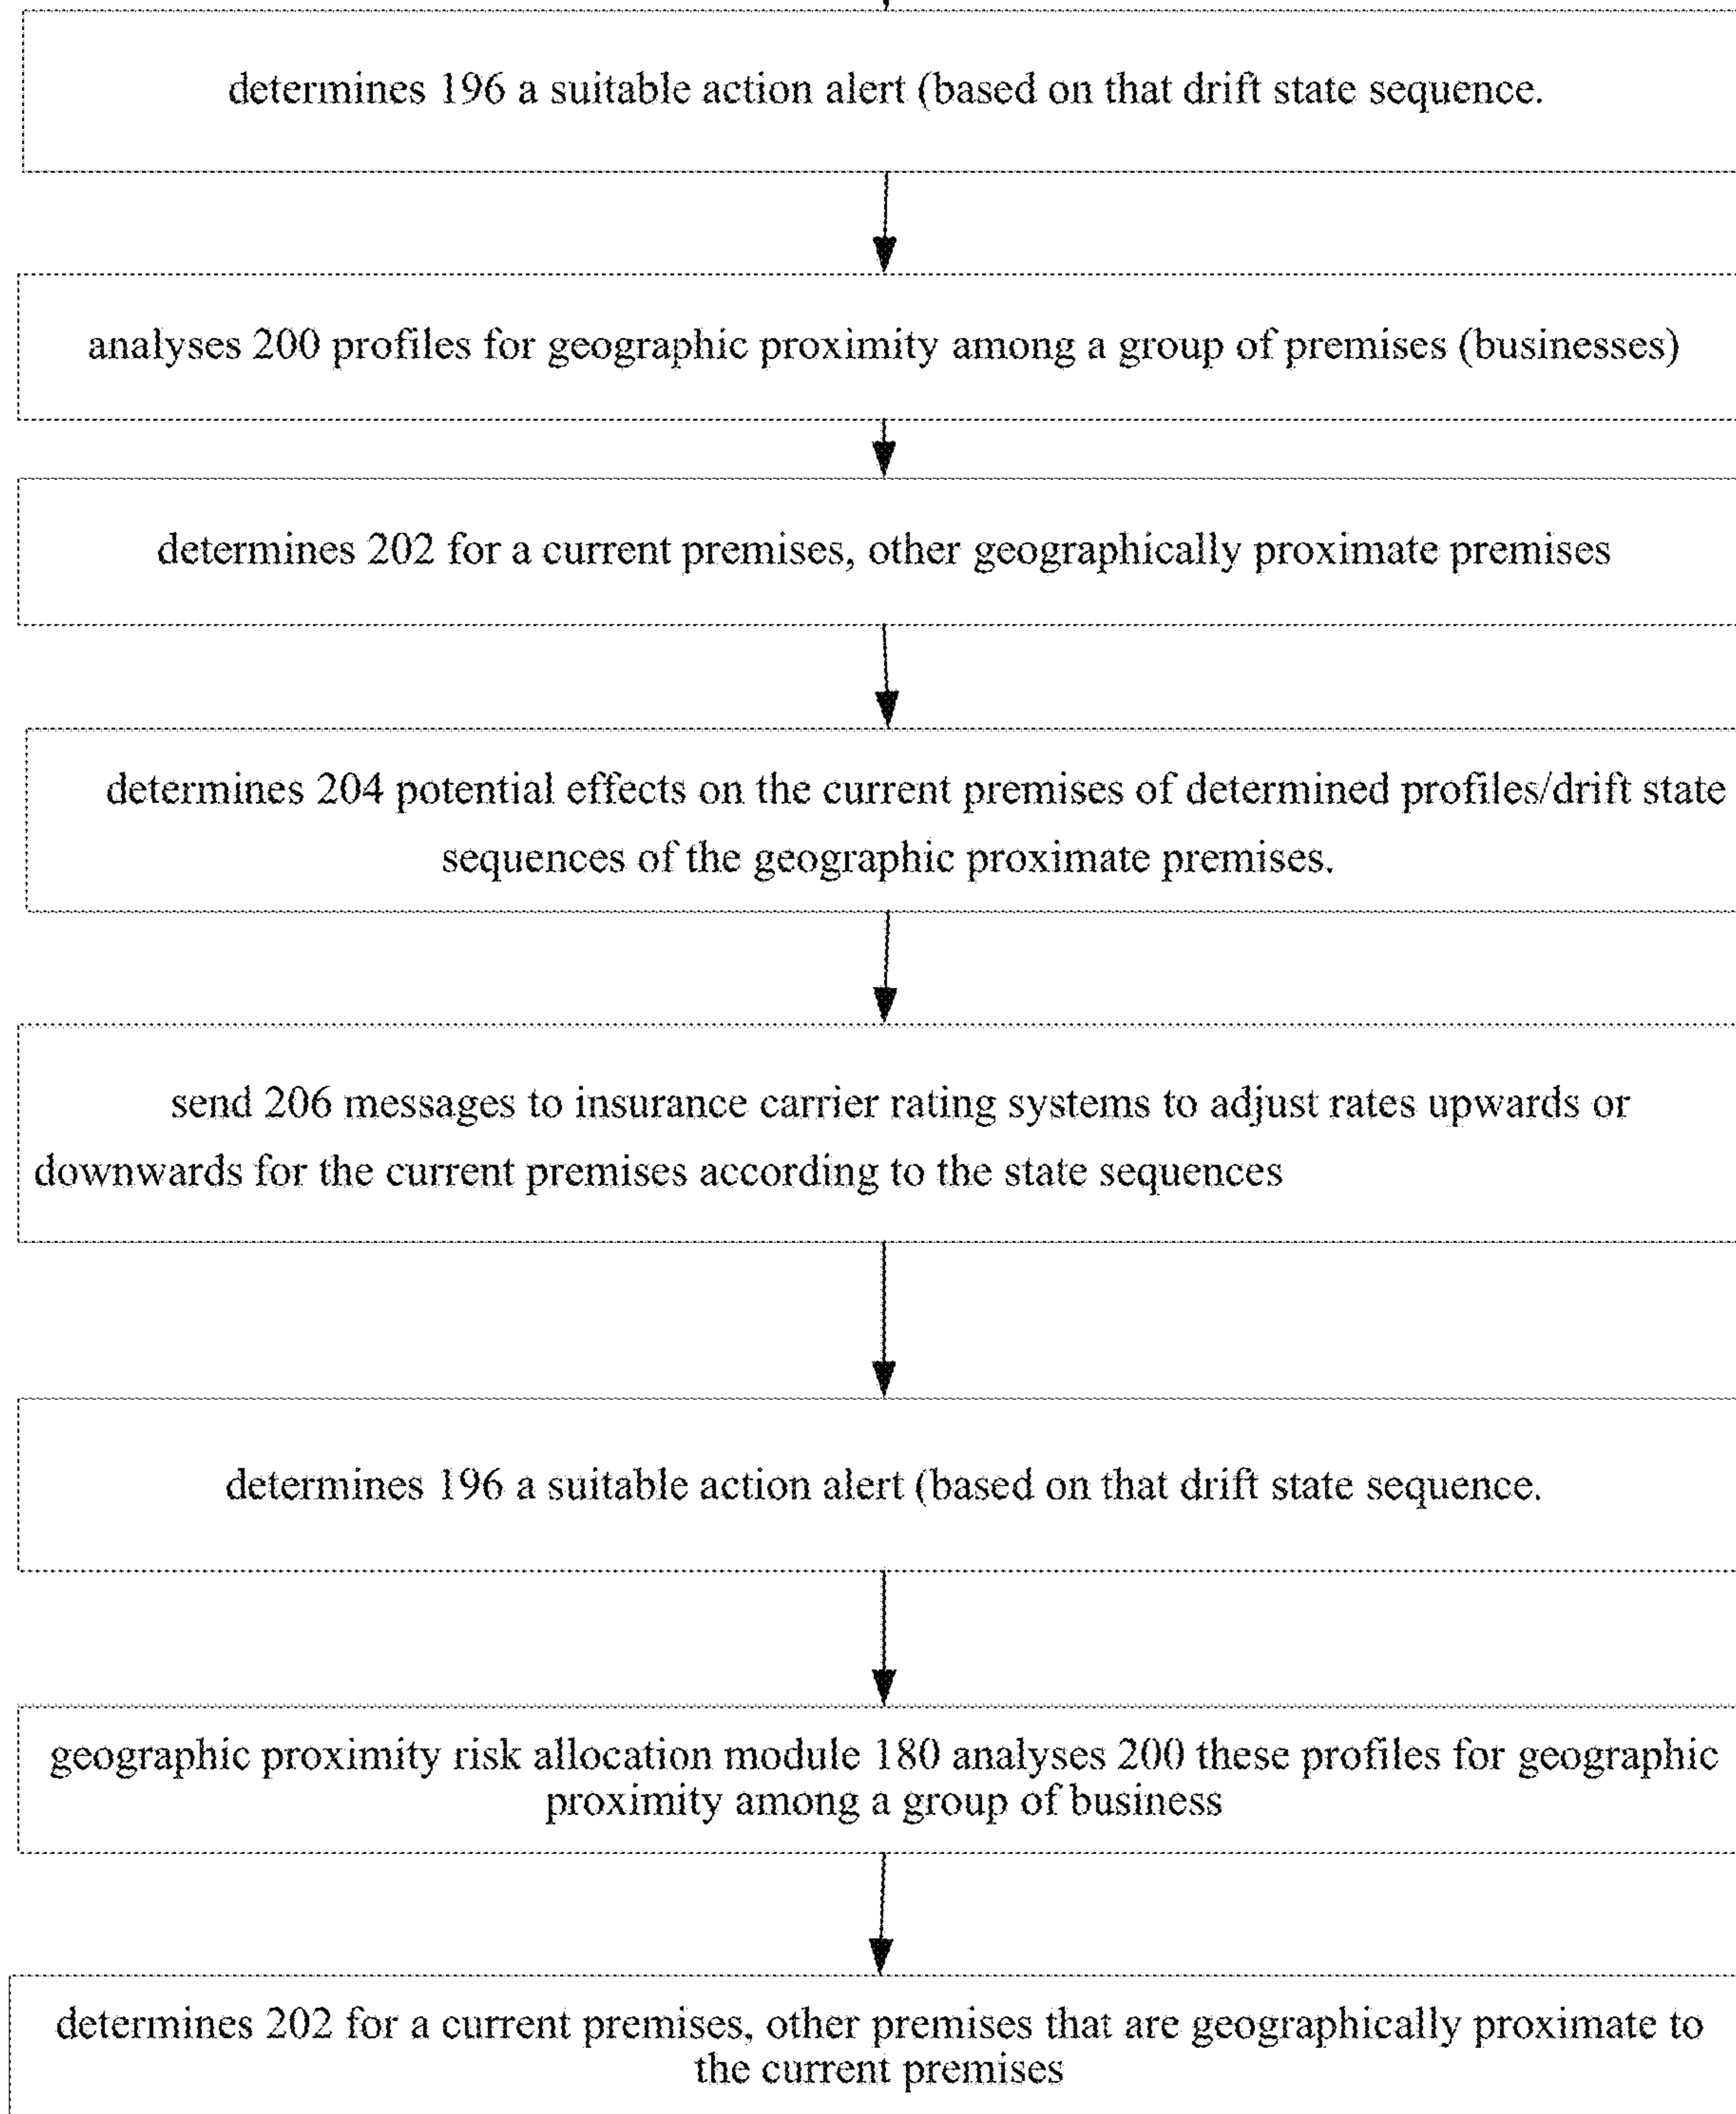 determines 196 a suitable action alert (based on that drift state sequence.
analyses 200 profiles for geographic proximity among a group of premises (businesses)
determines 202 for a current premises, other geographically proximate premises
determines 204 potential effects on the current premises of determined profiles/drift state
sequences of the geographic proximate premises.
send 206 messages to insurance carrier rating systems to adjust rates upwards or
downwards for the current premises according to the state sequences
determines 196 a suitable action alert (based on that drift state sequence.
geographic proximity risk allocation module 180 analyses 200 these profiles for geographic
proximity among a group of business
determines 202 for a current premises, other premises that are geographically proximate to
the current premises